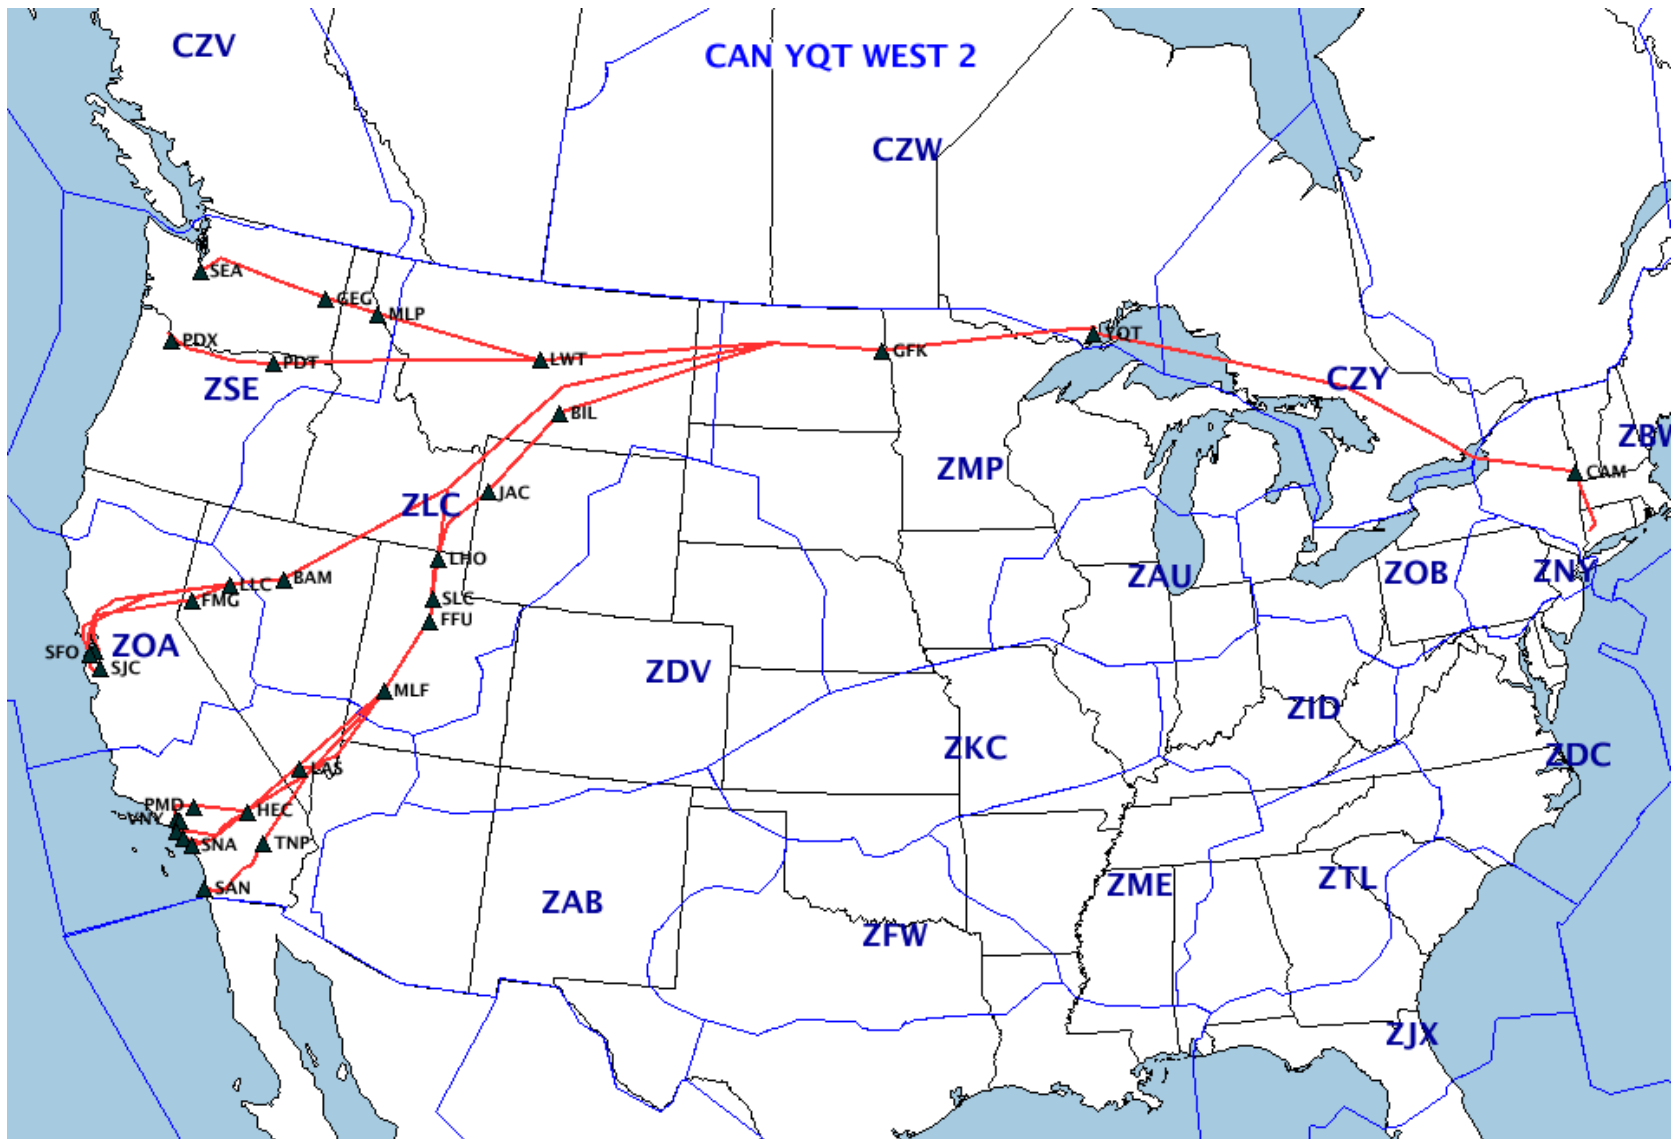 CZV
CAN YQT WEST 2
CZW
SEA
GEG
MLP
PDX
PDT
LWT
GFK
YQT
ZSE
CZY
BIL
ZBW
ZMP
CAM
ZLC
JAC
LHO
BAM
LLC
FMG
SLC
FFU
ZAU
ZOB
ZNY
SFO
ZOA
SJC
ZDV
MLF
ZID
ZKC
ZDC
LAS
PMD
HEC
VNY
SNA
TNP
SAN
ZAB
ZME
ZTL
ZFW
ZJX